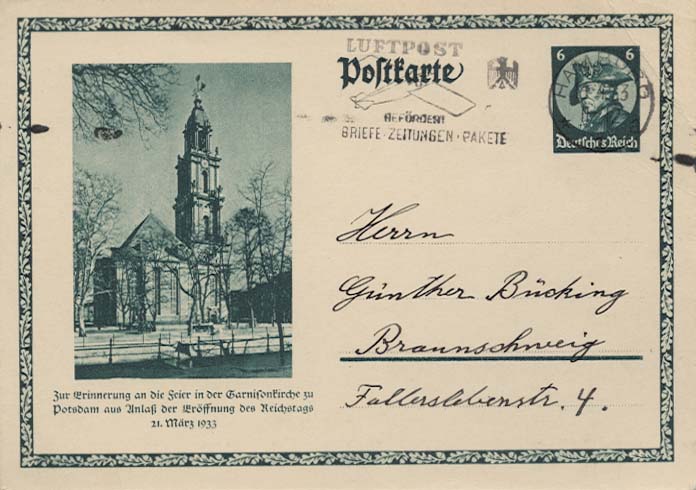 LUFTPOST
Postkarte
BEFÖRDERT
BRIEFE·ZEITUNGEN·PAKETE
HAMBURG
6 6
Deutsches Reich
Herrn
Günther Bücking
Braunschweig
Fallerslebenstr. 4.
Zur Erinnerung an die Feier in der Garnisonkirche zu
Potsdam aus Anlaß der Eröffnung des Reichstags
21. März 1933